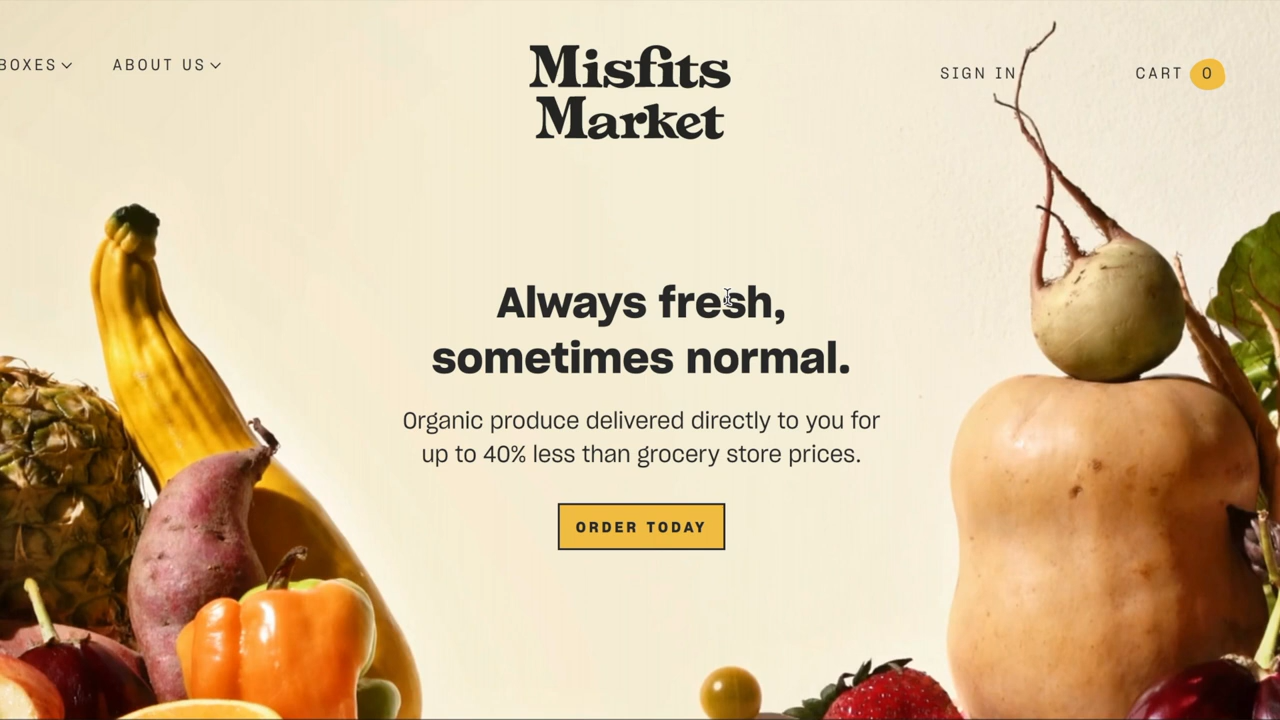 BOXES
ABOUT US
Misfits
Market
SIGN IN
CART 0
Always fresh,
sometimes normal.
Organic produce delivered directly to you for
up to 40% less than grocery store prices.
ORDER TODAY